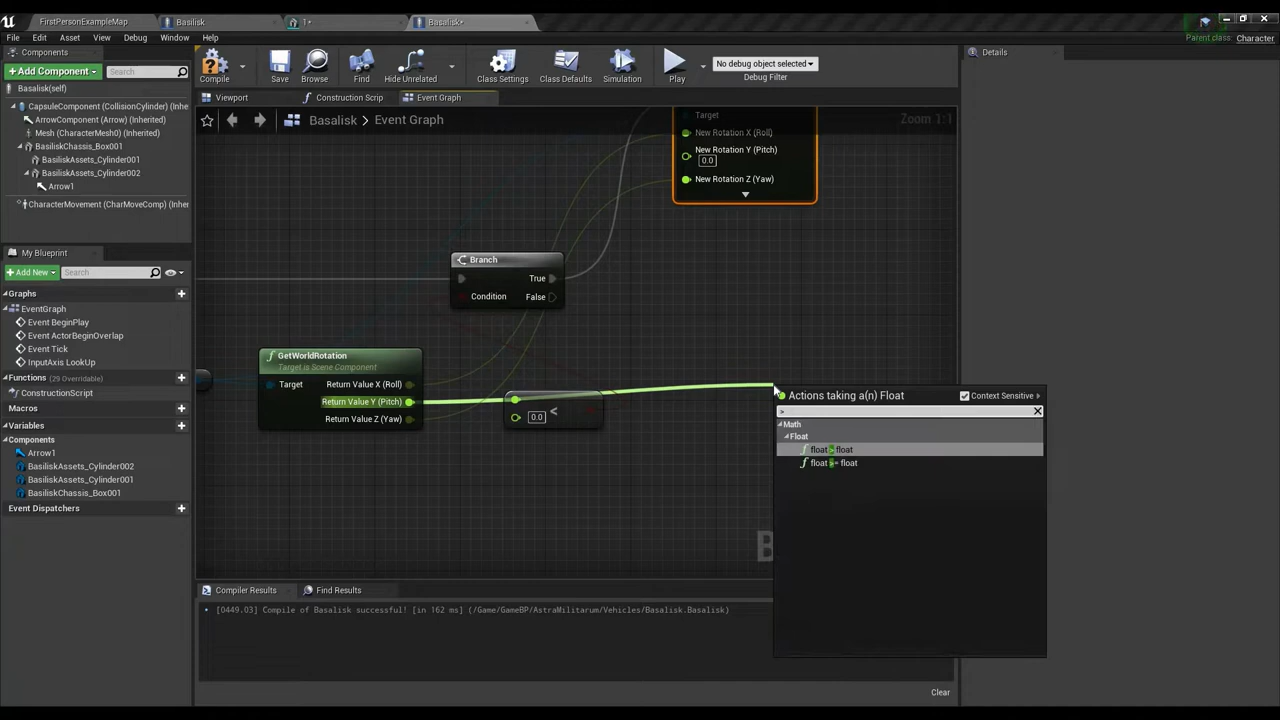 FirstPersonExampleMap
Basilisk
1*
Basalisk*
File Edit Asset View Debug Window Help
Parent class: Character
Components
+Add Component Search
Basalisk(self)
CapsuleComponent (CollisionCylinder) (Inherited)
ArrowComponent (Arrow) (Inherited)
Mesh (CharacterMesh0) (Inherited)
BasiliskChassis_Box001
BasiliskAssets_Cylinder001
BasiliskAssets_Cylinder002
Arrow1
CharacterMovement (CharMoveComp) (Inher
My Blueprint
+Add New Search
Graphs
EventGraph
Event BeginPlay
Event ActorBeginOverlap
Event Tick
InputAxis LookUp
Functions (29 Overridable)
ConstructionScript
Macros
Variables
Components
Arrow1
BasiliskAssets_Cylinder002
BasiliskAssets_Cylinder001
BasiliskChassis_Box001
Event Dispatchers
Compile Save Browse Find Hide Unrelated Class Settings Class Defaults Simulation Play
No debug object selected
Debug Filter
Viewport Construction Scrip Event Graph
Basalisk > Event Graph
Zoom 1:1
Target
New Rotation X (Roll)
New Rotation Y (Pitch)
0.0
New Rotation Z (Yaw)
Branch
True
Condition False
GetWorldRotation
Target is Scene Component
Target Return Value X (Roll)
Return Value Y (Pitch)
Return Value Z (Yaw)
0.0 <
Actions taking a(n) Float Context Sensitive
>
Math
Float
float > float
float >= float
B
Compiler Results Find Results
[0449.03] Compile of Basalisk successful! [in 162 ms] (/Game/GameBP/AstraMilitarum/Vehicles/Basalisk.Basalisk)
Clear
Details